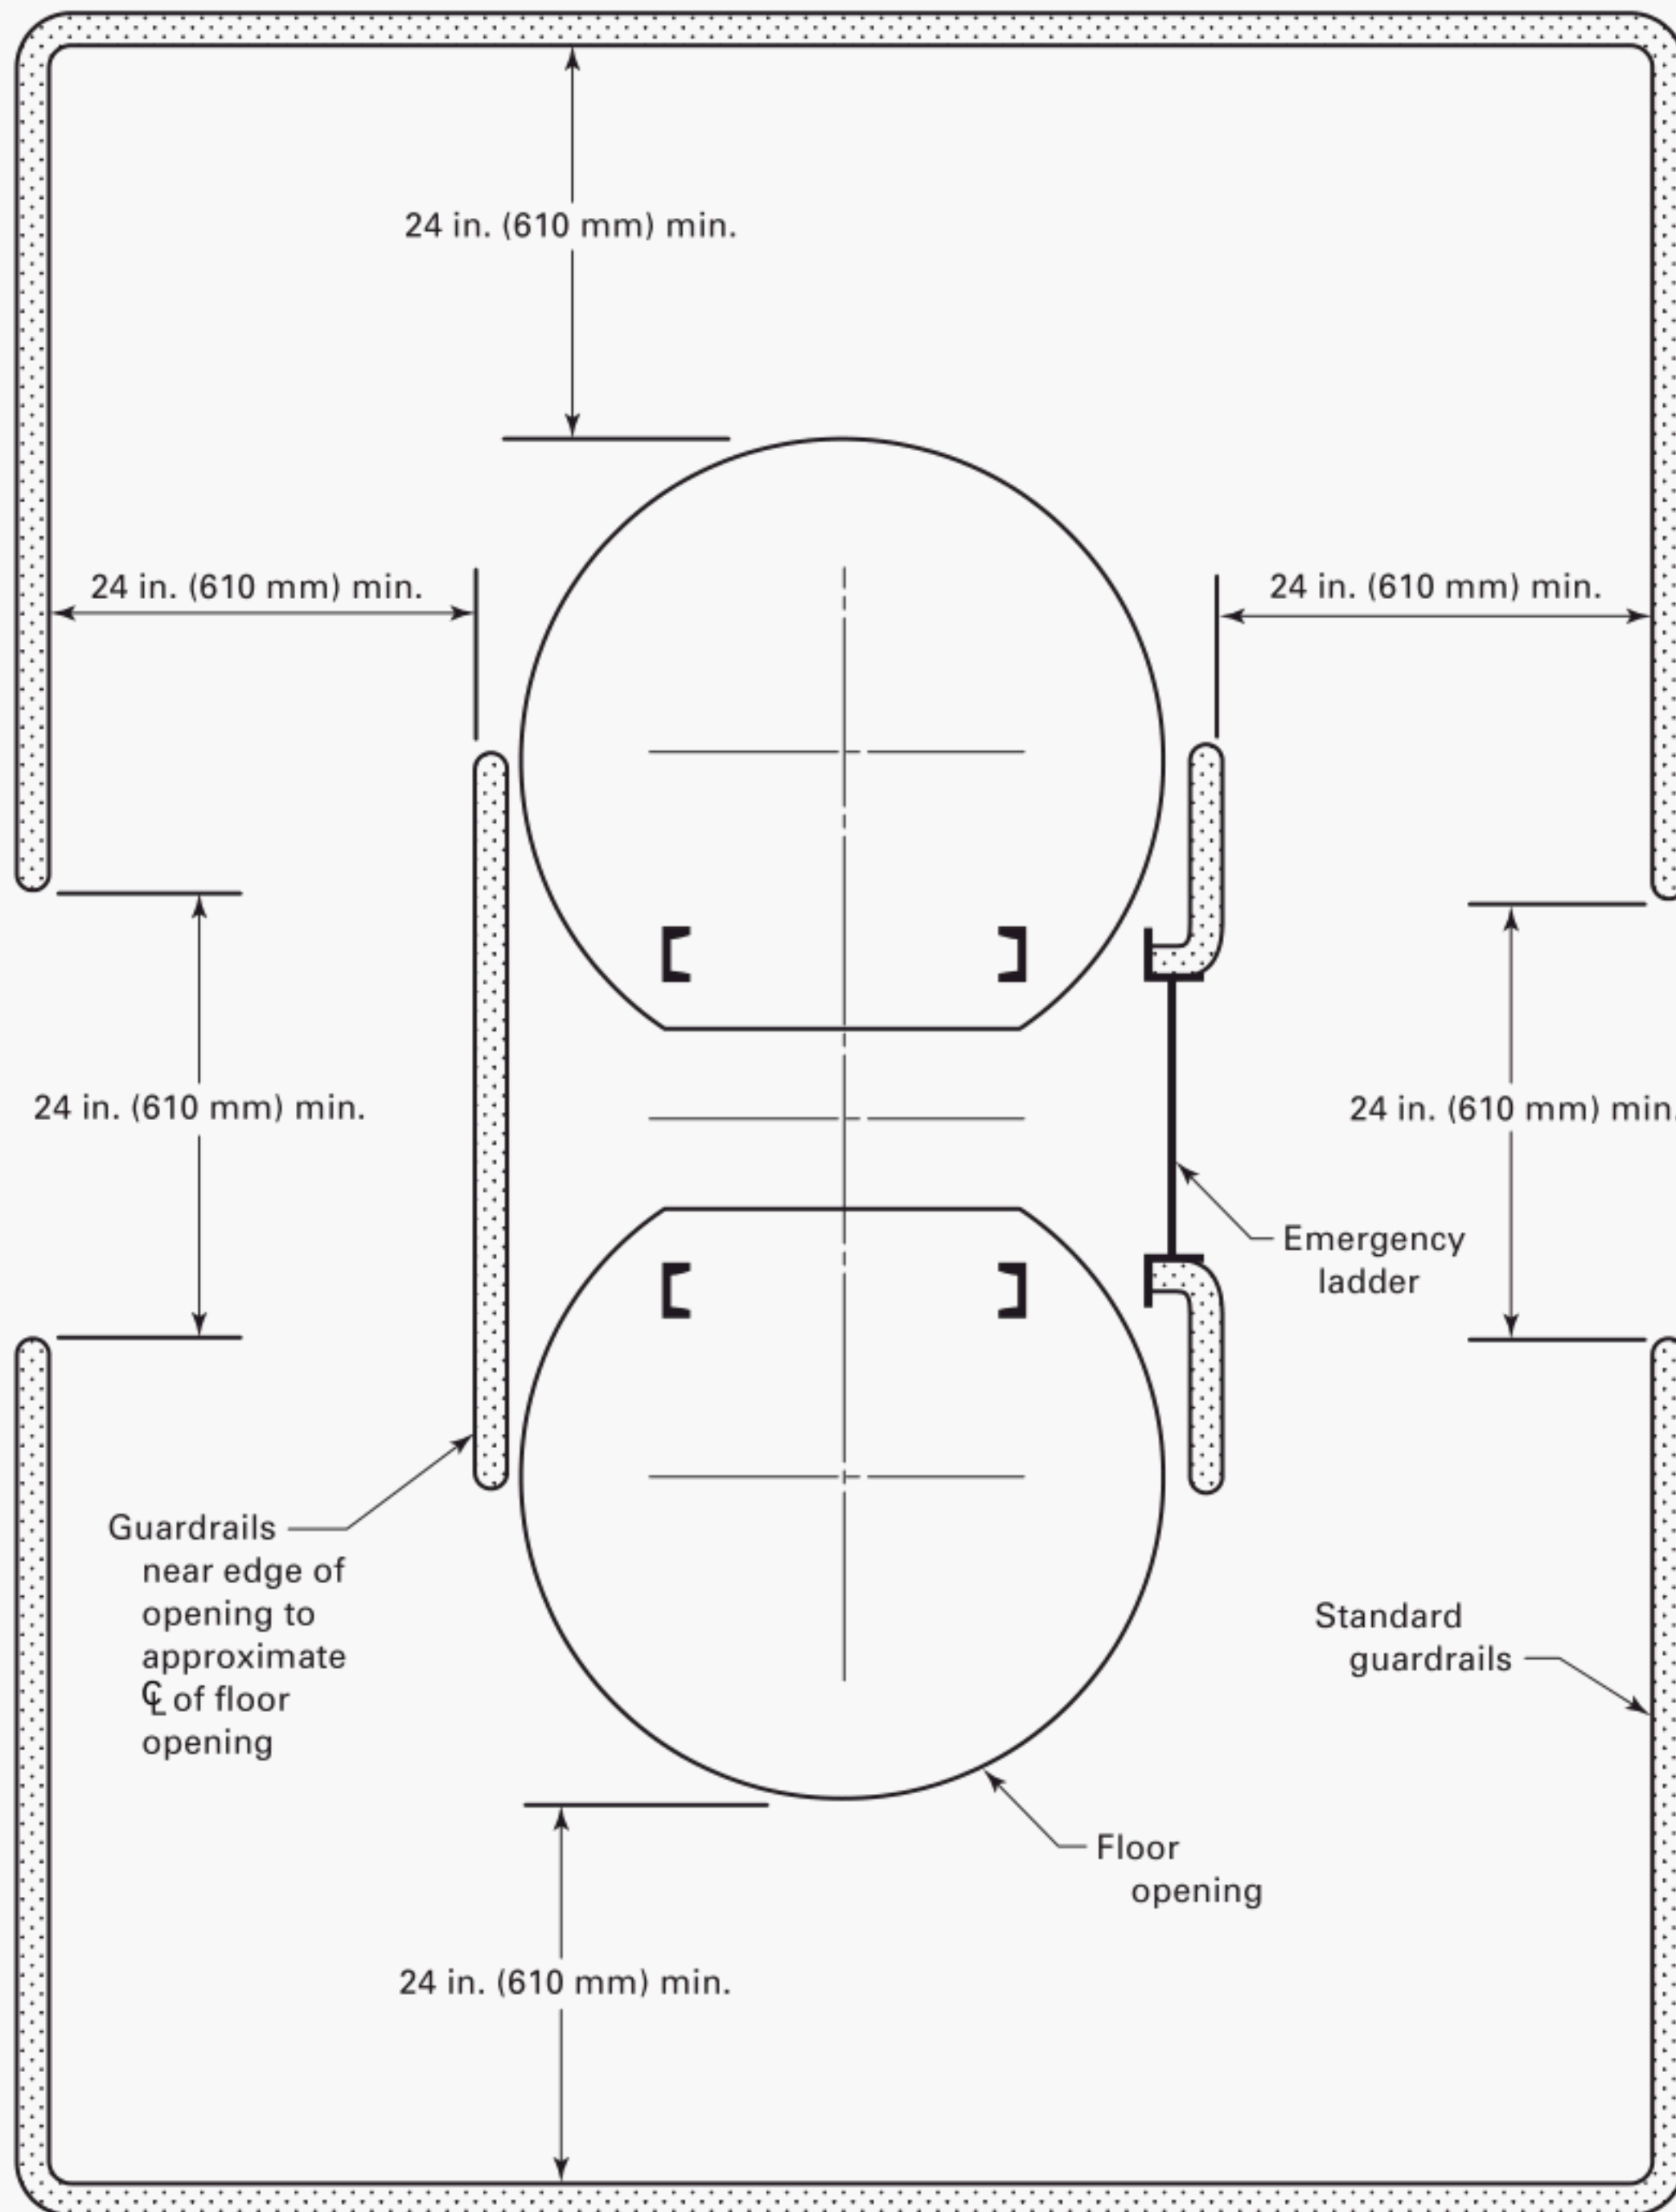 24 in. (610 mm) min.
24 in. (610 mm) min.
24 in. (610 mm) min.
24 in. (610 mm) min.
24 in. (610 mm) min.
Emergency
ladder
Guardrails
near edge of
opening to
approximate
℄ of floor
opening
Standard
guardrails
Floor
opening
24 in. (610 mm) min.